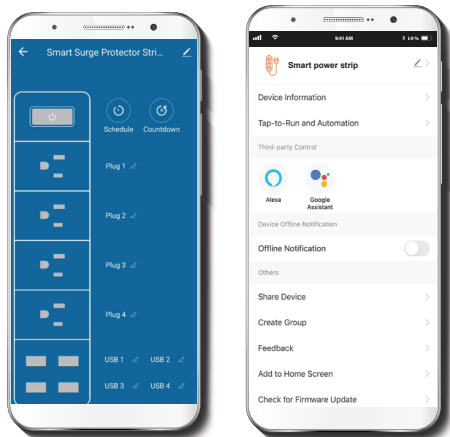 Smart Surge Protector Stri...
Schedule Countdown
Plug 1
Plug 2
Plug 3
Plug 4
USB 1 USB 2
USB 3 USB 4
9:41 AM
Smart power strip
Device Information
Tap-to-Run and Automation
Third-party Control
Alexa
Google
Assistant
Device Offline Notification
Offline Notification
Others
Share Device
Create Group
Feedback
Add to Home Screen
Check for Firmware Update